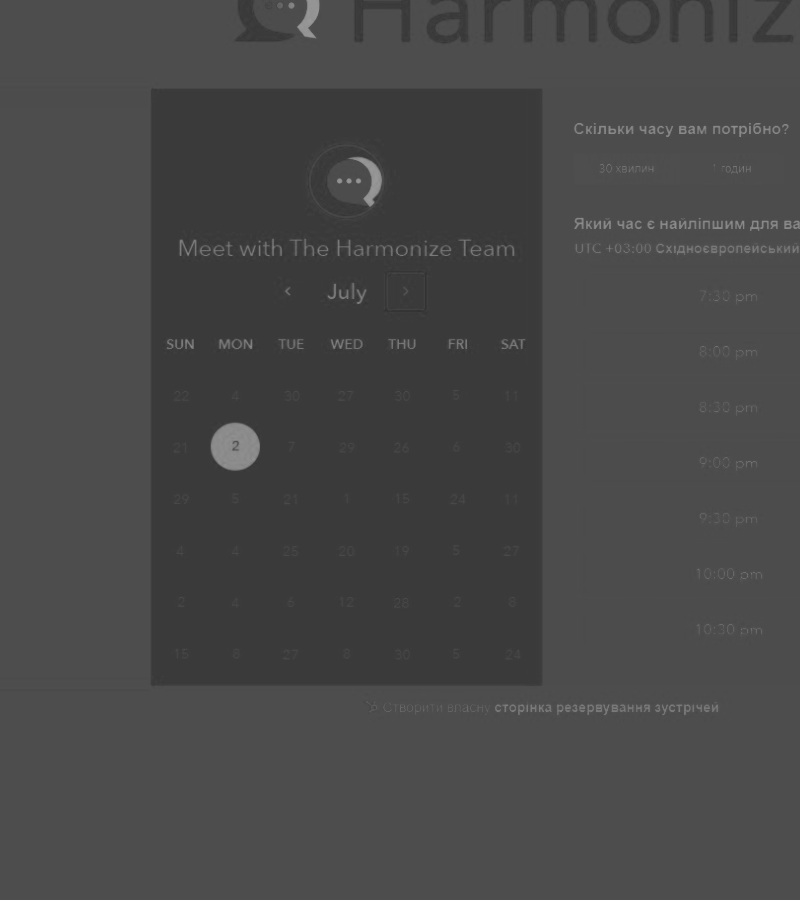 Harmoniz
Meet with The Harmonize Team
July
SUN MON TUE WED THU FRI SAT
22 4 30 27 30 5 11
21 2 7 29 26 6 30
29 5 21 1 15 24 11
4 4 25 20 19 5 27
2 4 6 12 28 2 8
15 8 27 8 30 5 24
Скільки часу вам потрібно?
30 хвилин 1 годин
Який час є найліпшим для ва
UTC +03:00 Східноєвропейський
7:30 pm
8:00 pm
8:30 pm
9:00 pm
9:30 pm
10:00 pm
10:30 pm
Створити власну сторінка резервування зустрічей